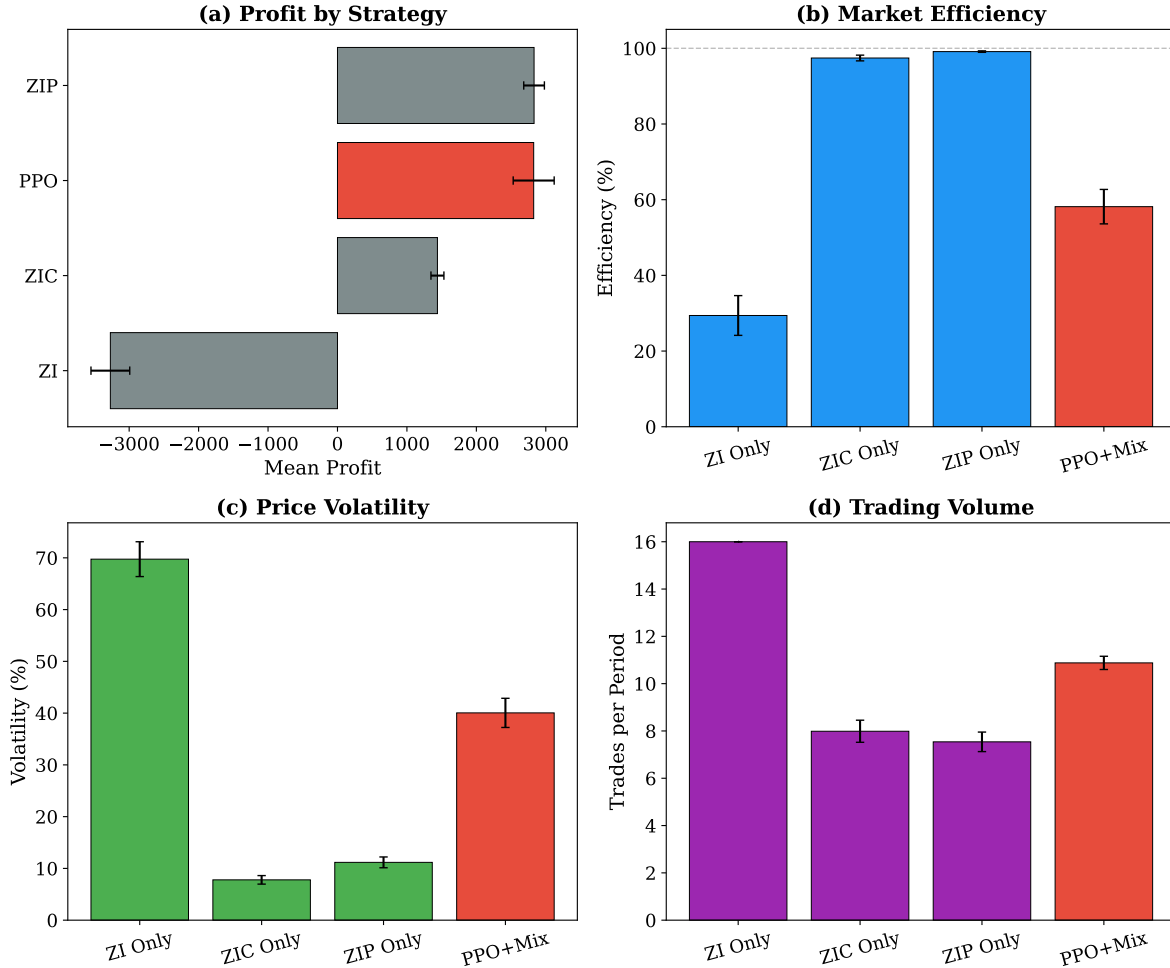 (a) Profit by Strategy
ZIP
PPO
ZIC
ZI
−3000 −2000 −1000 0 1000 2000 3000
Mean Profit
(b) Market Efficiency
Efficiency (%)
100
80
60
40
20
0
ZI Only ZIC Only ZIP Only PPO+Mix
(c) Price Volatility
Volatility (%)
70
60
50
40
30
20
10
0
ZI Only ZIC Only ZIP Only PPO+Mix
(d) Trading Volume
Trades per Period
16
14
12
10
8
6
4
2
0
ZI Only ZIC Only ZIP Only PPO+Mix